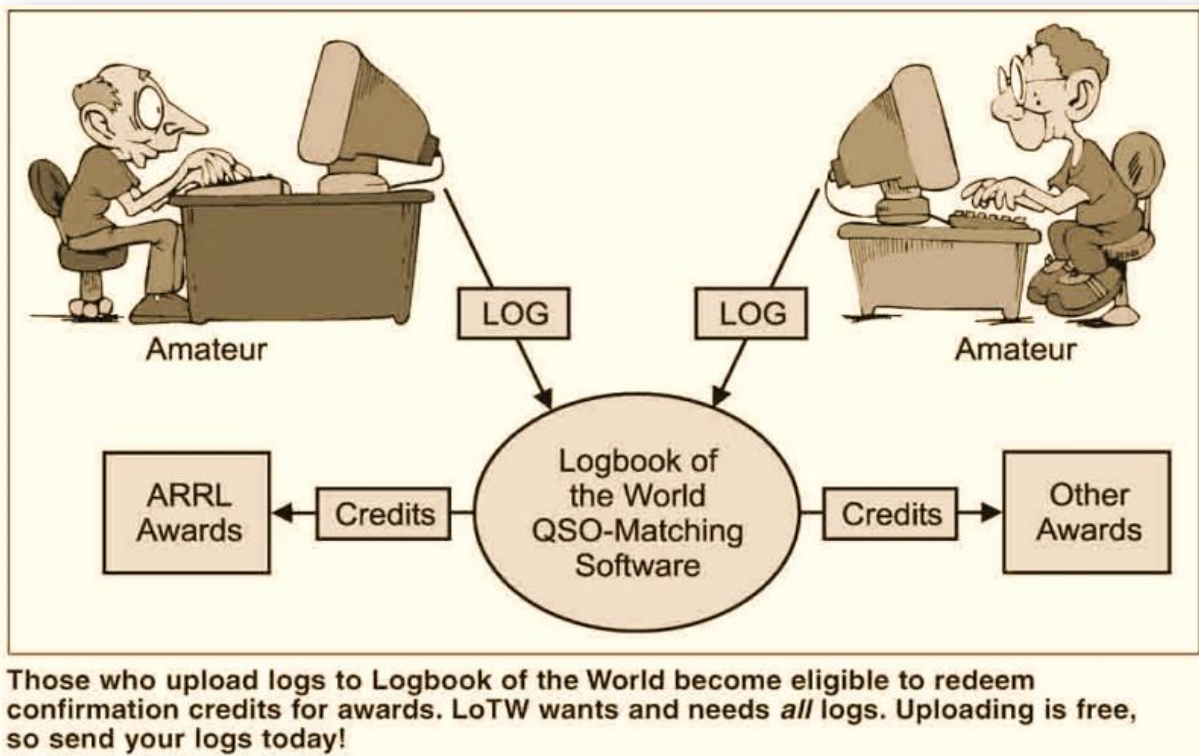 LOG
LOG
Amateur
Amateur
Logbook of
the World
QSO-Matching
Software
ARRL
Awards
Credits
Credits
Other
Awards
Those who upload logs to Logbook of the World become eligible to redeem
confirmation credits for awards. LoTW wants and needs all logs. Uploading is free,
so send your logs today!